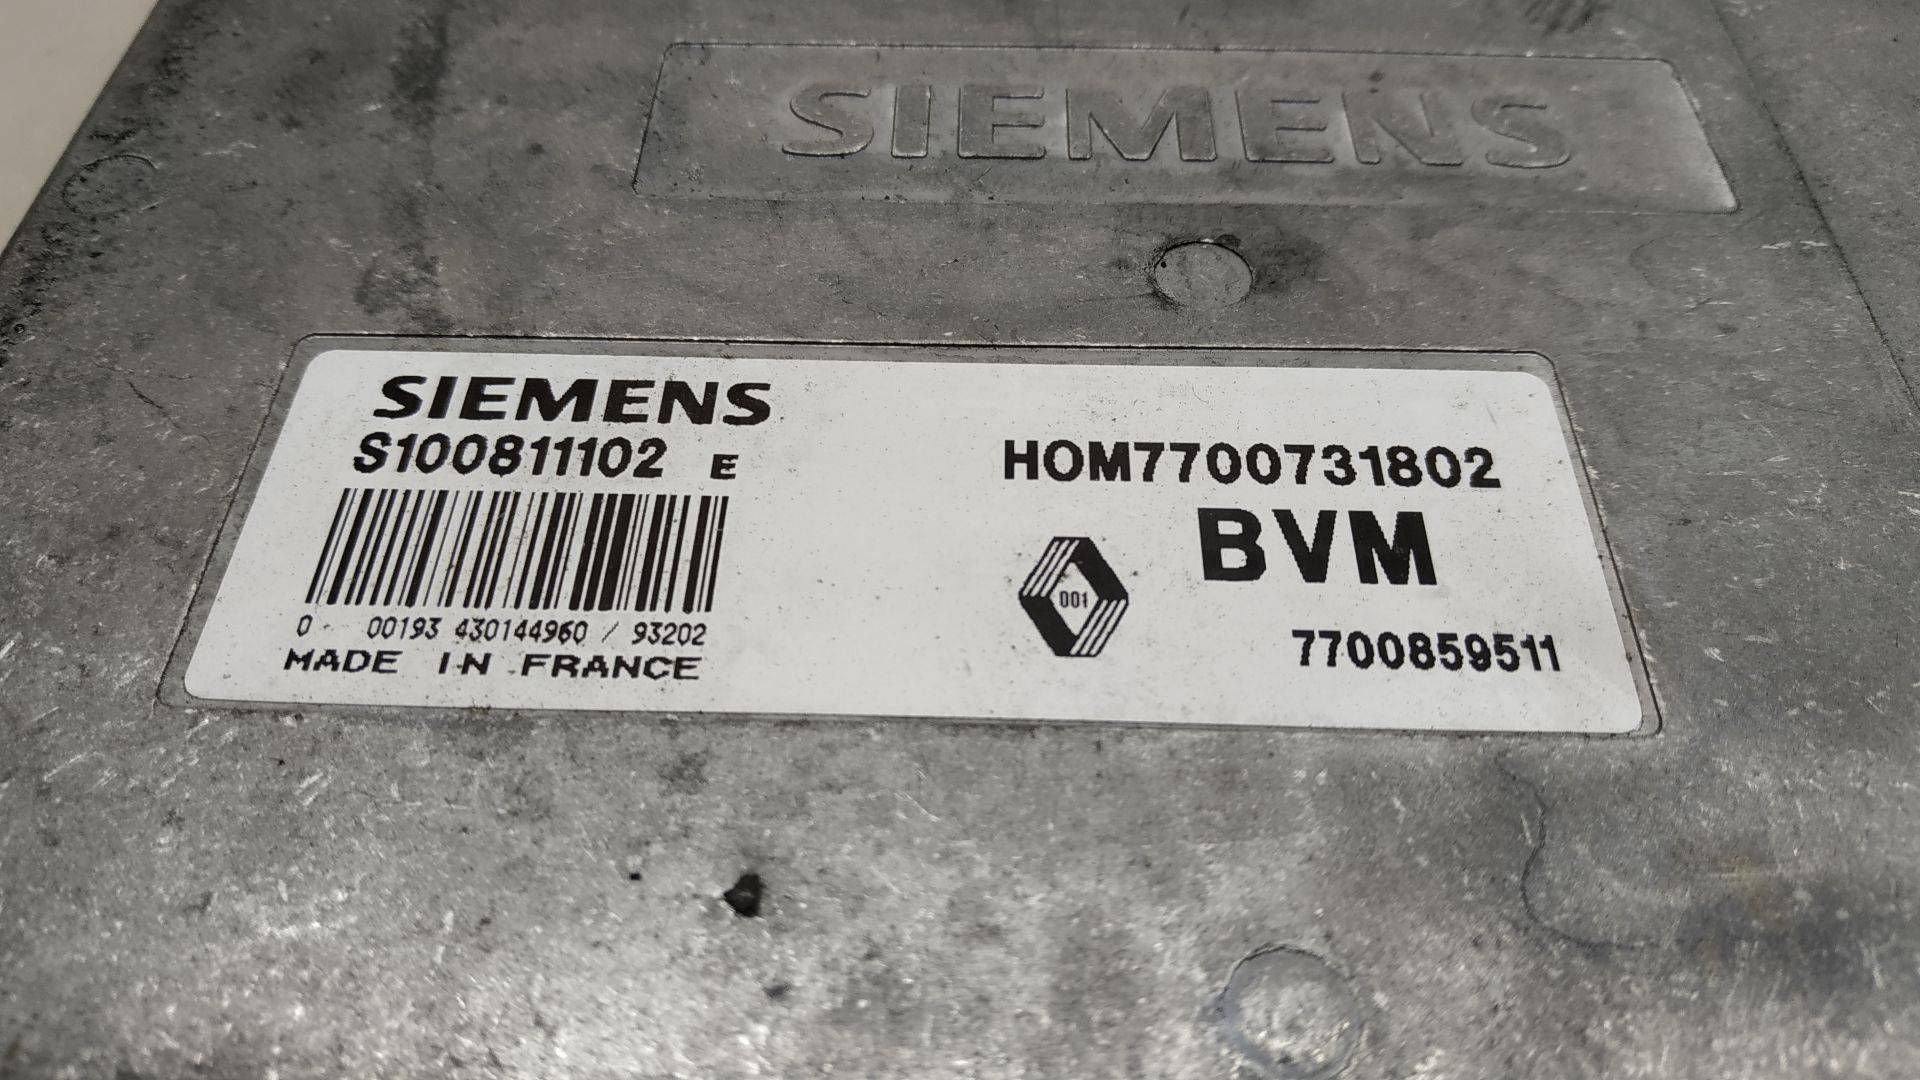 SIEMENS
SIEMENS
S100811102 E
0 00193 430144960 / 93202
MADE IN FRANCE
HOM7700731802
BVM
001
7700859511